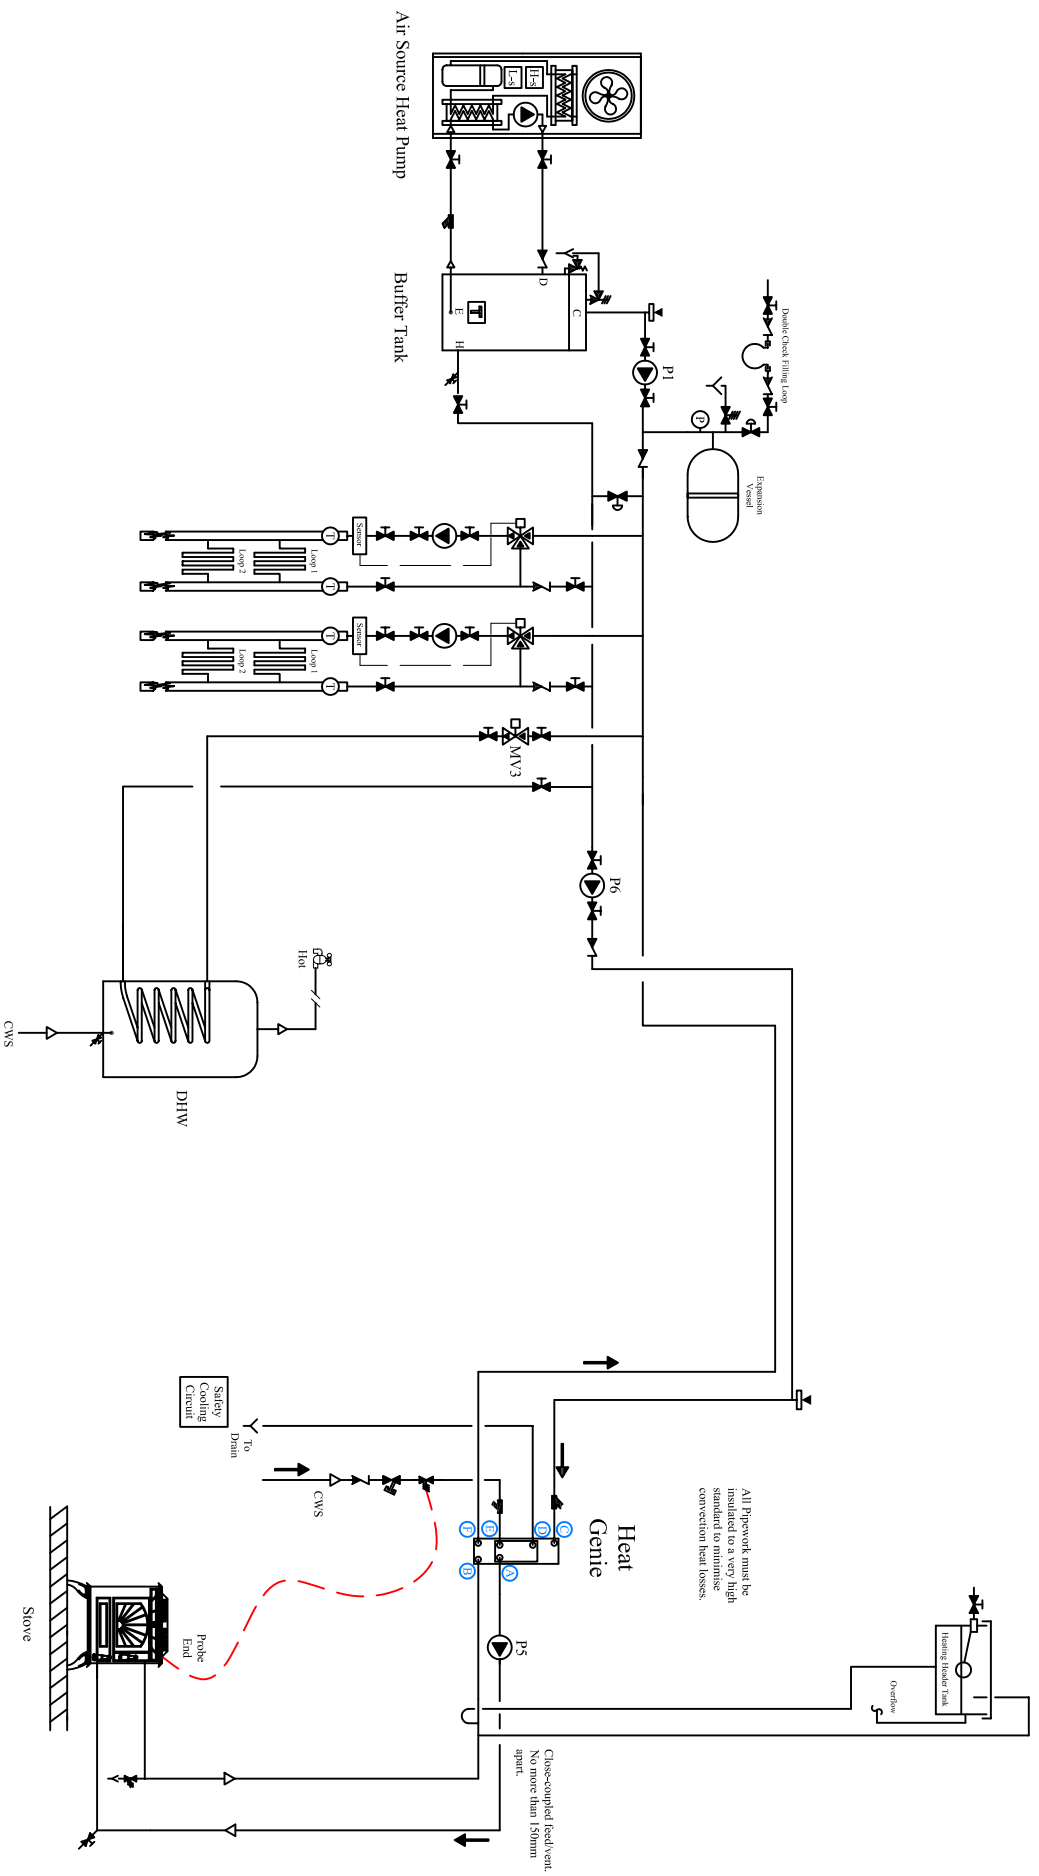 Air Source Heat Pump
H-s
L-s
Buffer Tank
C
D
E
H
T
P1
Double Check Filling Loop
P
Expansion
Vessel
Sensor
T
T
Loop 1
Loop 2
Sensor
T
T
Loop 1
Loop 2
MV3
P6
Hot
CWS
DHW
Safety
Cooling
Circuit
To
Drain
CWS
Heat
Genie
C
D
E
F
A
B
P5
All Pipework must be
insulated to a very high
standard to minimise
convection heat losses.
Heating Header Tank
Overflow
Close-coupled feed/vent.
No more than 150mm
apart.
Probe
End
Stove